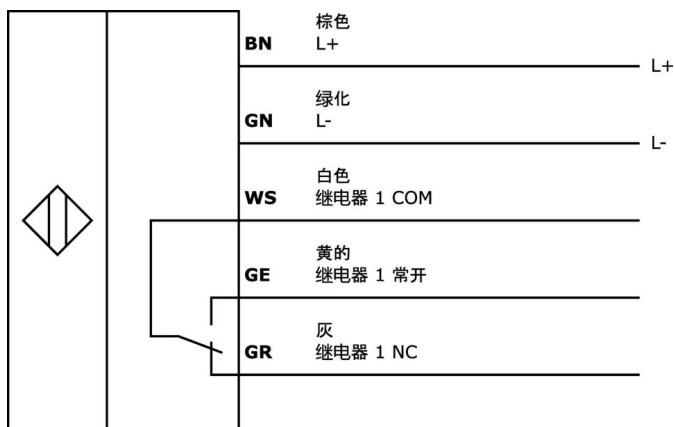 棕色
BN L+
L+
绿化
GN L-
L-
白色
WS 继电器 1 COM
黄的
GE 继电器 1 常开
灰
GR 继电器 1 NC